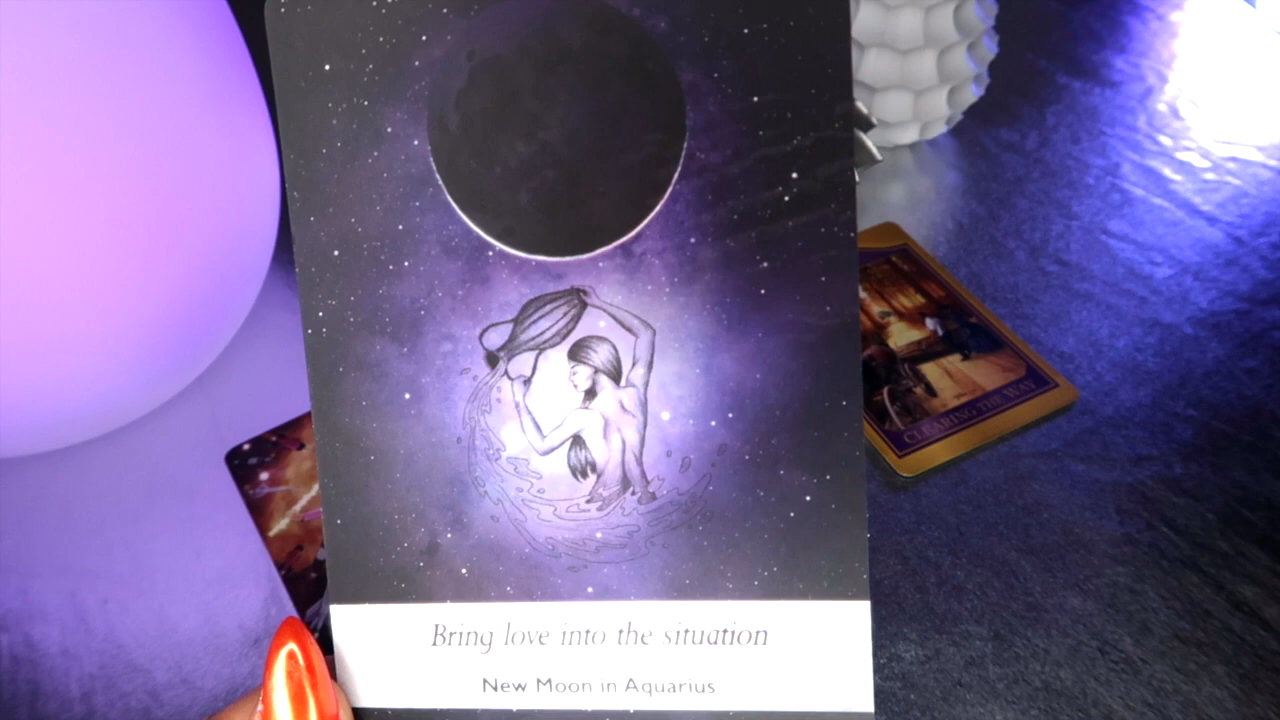 Bring love into the situation
New Moon in Aquarius
CLEARING THE WAY